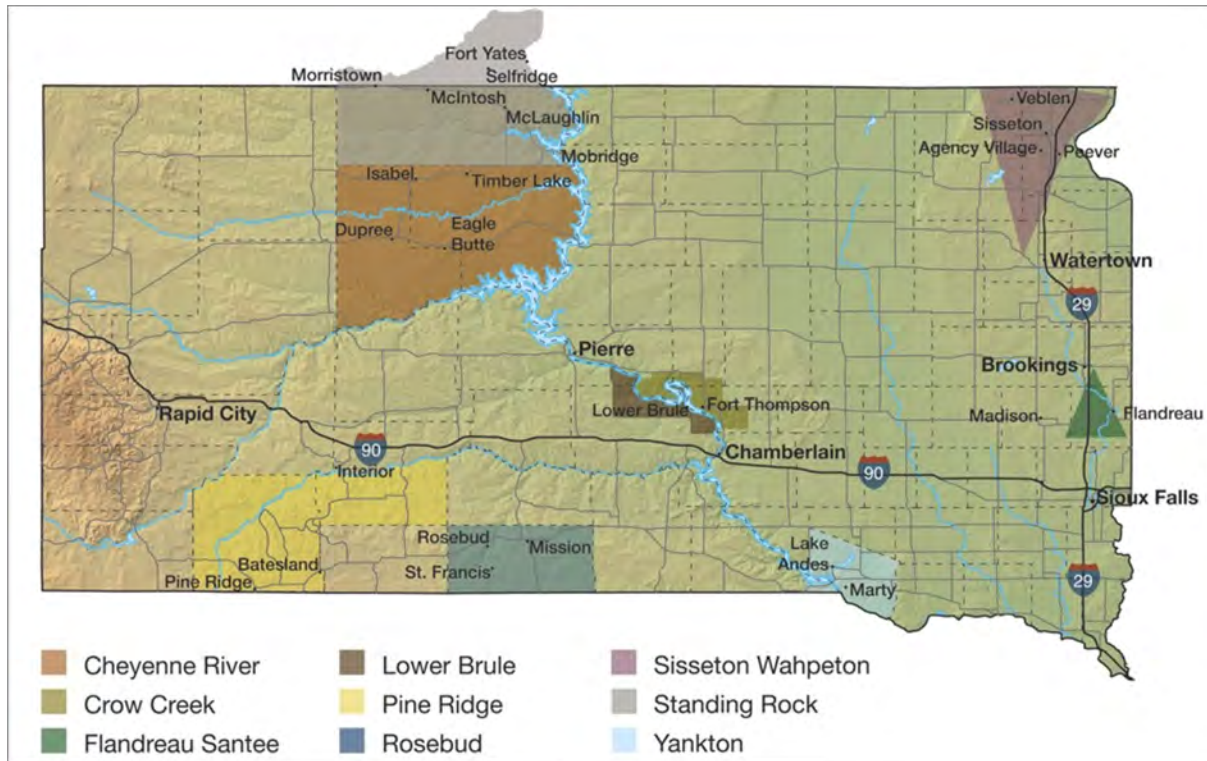 Fort Yates
Morristown
Selfridge
McIntosh
McLaughlin
Mobridge
Isabel
Timber Lake
Dupree
Eagle
Butte
Veblen
Sisseton
Agency Village
Peever
Watertown
29
Pierre
Brookings
Rapid City
Lower Brule
Fort Thompson
Madison
Flandreau
90
Interior
Chamberlain
90
Sioux Falls
Rosebud
Mission
Lake
Andes
Batesland
St. Francis
Pine Ridge
Marty
29
Cheyenne River
Crow Creek
Flandreau Santee
Lower Brule
Pine Ridge
Rosebud
Sisseton Wahpeton
Standing Rock
Yankton